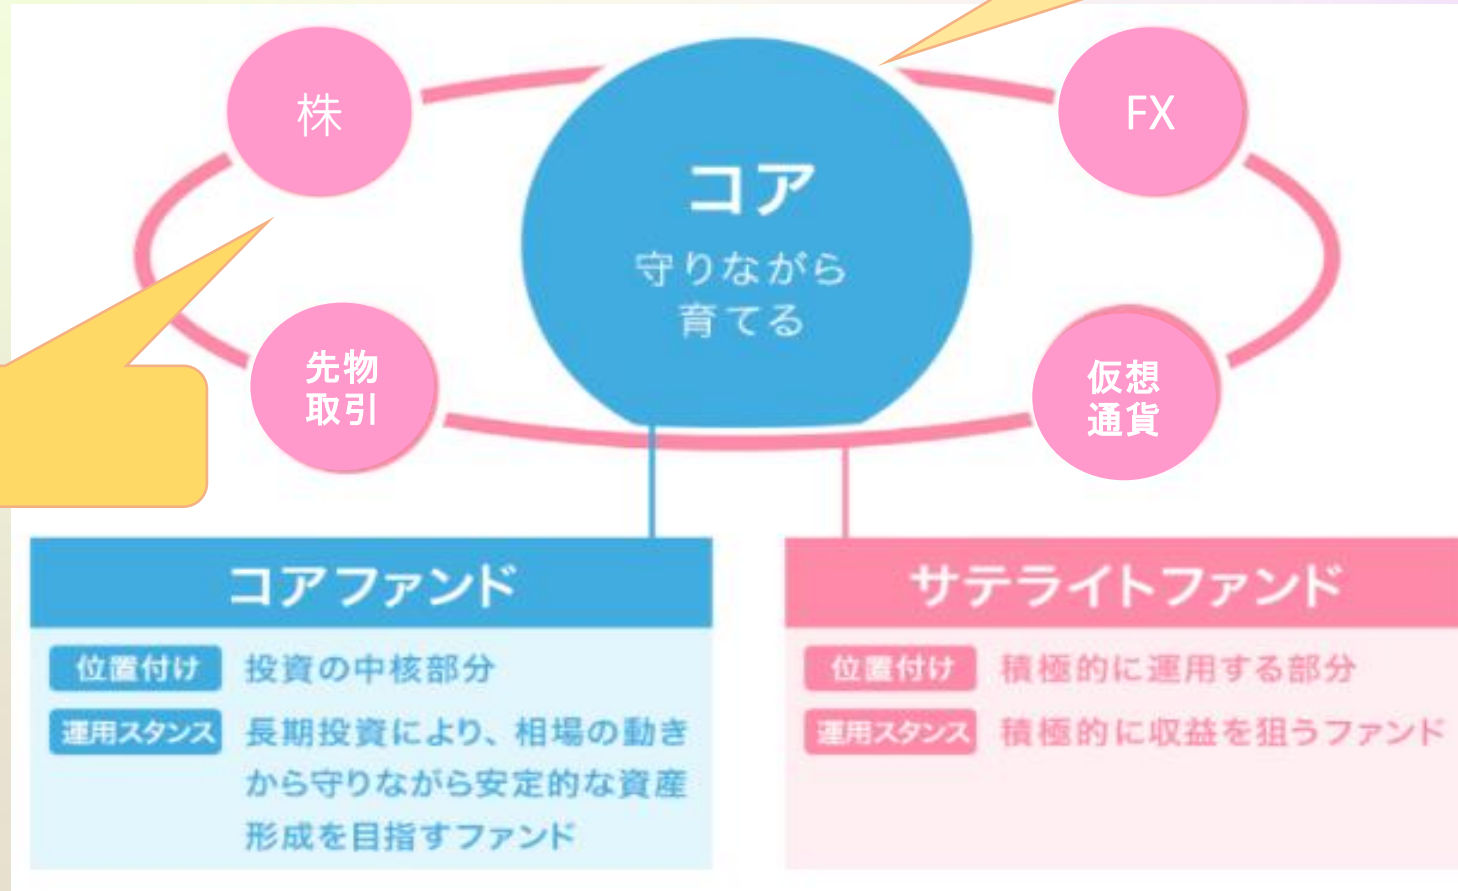 株
FX
コア
守りながら
育てる
先物
取引
仮想
通貨
コアファンド
位置付け 投資の中核部分
運用スタンス 長期投資により、相場の動き
から守りながら安定的な資産
形成を目指すファンド
サテライトファンド
位置付け 積極的に運用する部分
運用スタンス 積極的に収益を狙うファンド